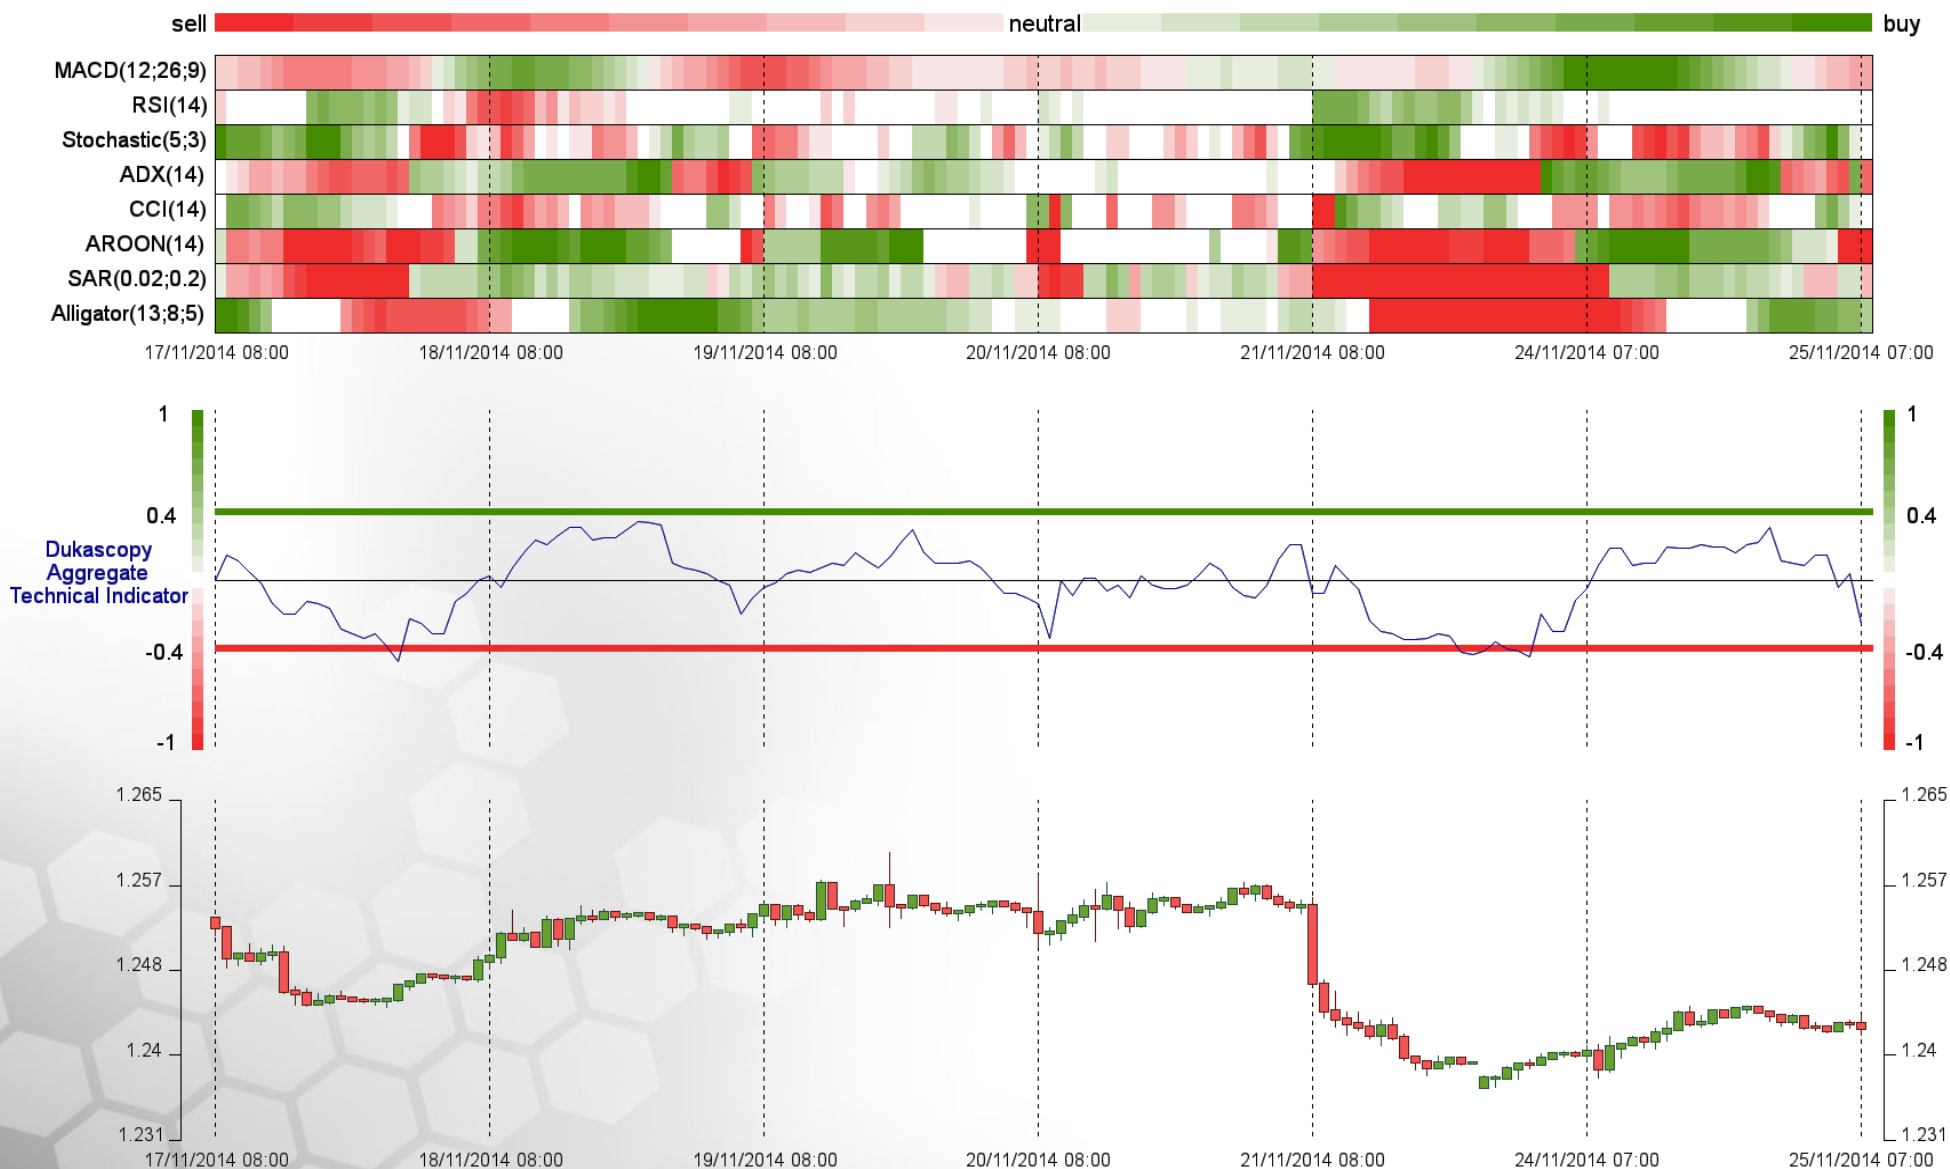 sell neutral buy
MACD(12;26;9)
RSI(14)
Stochastic(5;3)
ADX(14)
CCI(14)
AROON(14)
SAR(0.02;0.2)
Alligator(13;8;5)
17/11/2014 08:00 18/11/2014 08:00 19/11/2014 08:00 20/11/2014 08:00 21/11/2014 08:00 24/11/2014 07:00 25/11/2014 07:00
1 1
0.4 0.4
Dukascopy
Aggregate
Technical Indicator
-0.4 -0.4
-1 -1
1.265 1.265
1.257 1.257
1.248 1.248
1.24 1.24
1.231 1.231
17/11/2014 08:00 18/11/2014 08:00 19/11/2014 08:00 20/11/2014 08:00 21/11/2014 08:00 24/11/2014 07:00 25/11/2014 07:00